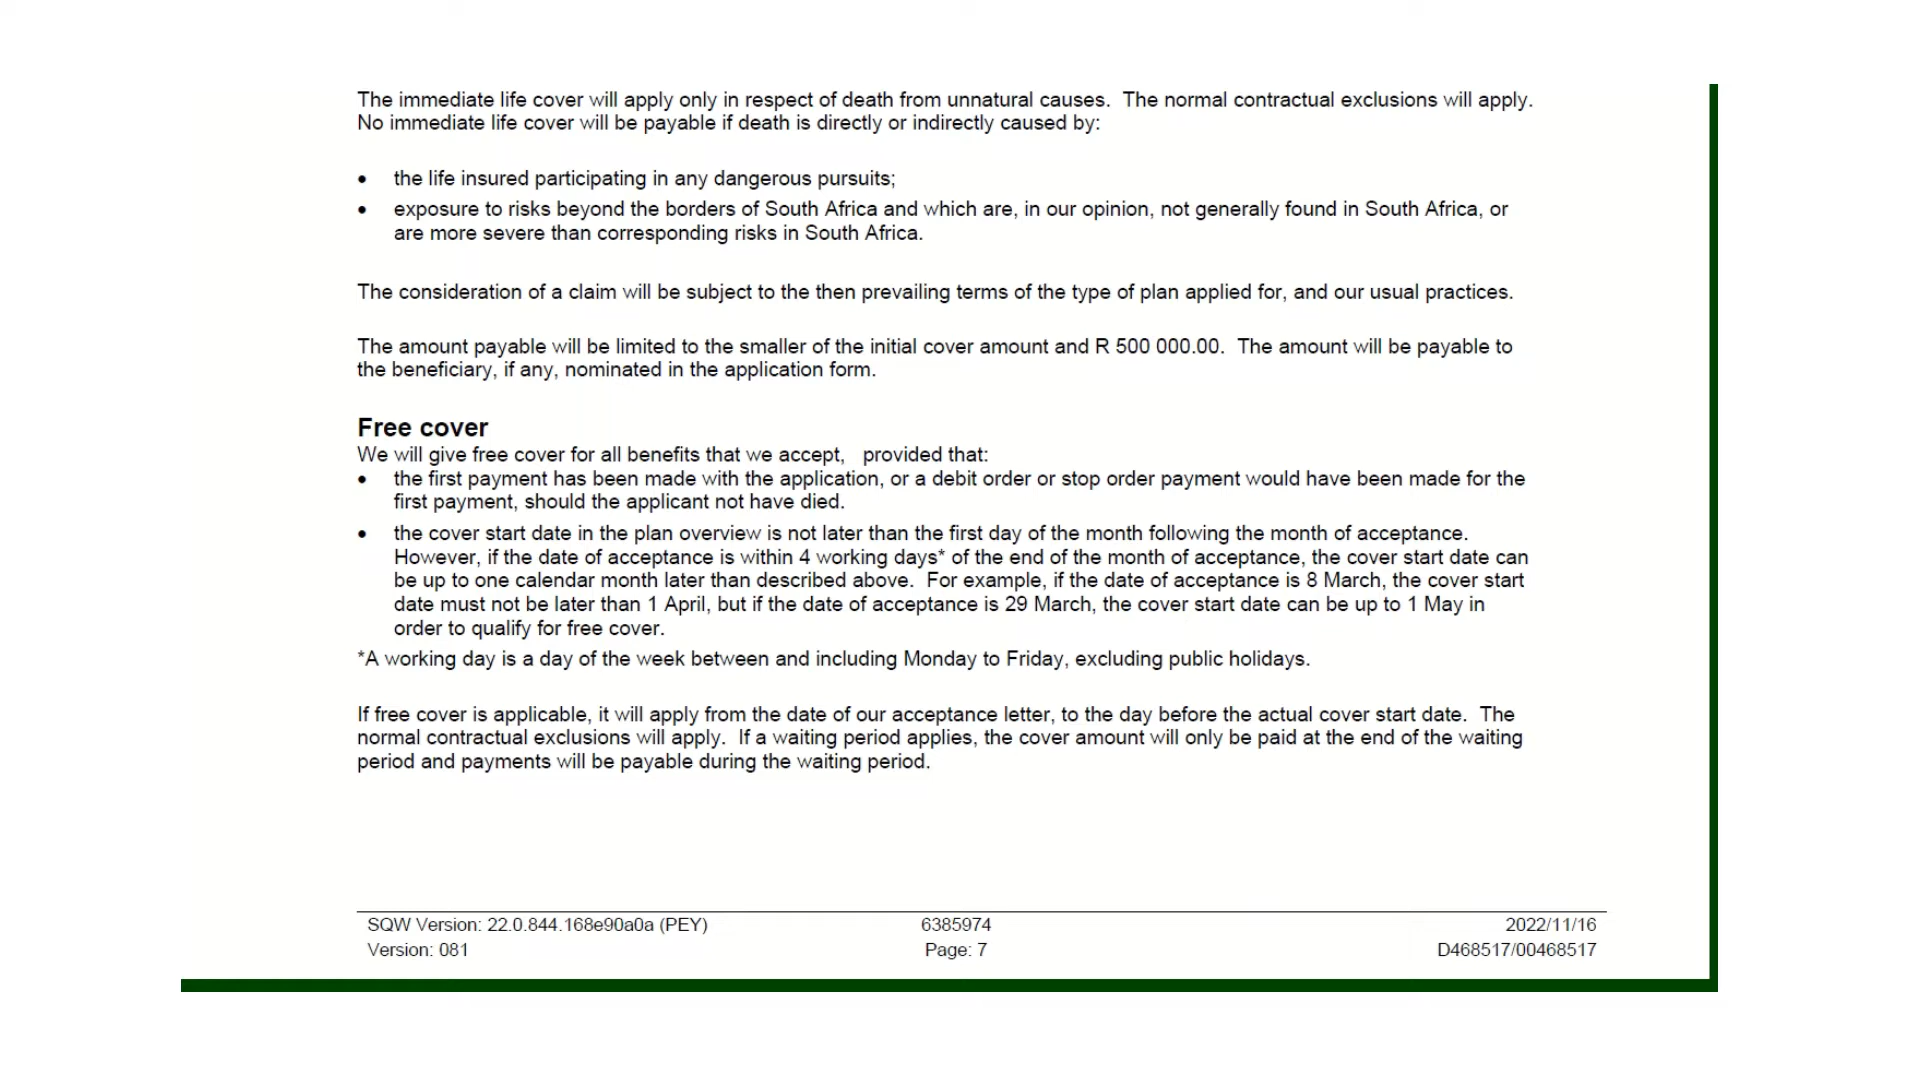 The immediate life cover will apply only in respect of death from unnatural causes.  The normal contractual exclusions will apply.
No immediate life cover will be payable if death is directly or indirectly caused by:
• the life insured participating in any dangerous pursuits;
• exposure to risks beyond the borders of South Africa and which are, in our opinion, not generally found in South Africa, or
are more severe than corresponding risks in South Africa.
The consideration of a claim will be subject to the then prevailing terms of the type of plan applied for, and our usual practices.
The amount payable will be limited to the smaller of the initial cover amount and R 500 000.00.  The amount will be payable to
the beneficiary, if any, nominated in the application form.
Free cover
We will give free cover for all benefits that we accept,   provided that:
• the first payment has been made with the application, or a debit order or stop order payment would have been made for the
first payment, should the applicant not have died.
• the cover start date in the plan overview is not later than the first day of the month following the month of acceptance.
However, if the date of acceptance is within 4 working days* of the end of the month of acceptance, the cover start date can
be up to one calendar month later than described above.  For example, if the date of acceptance is 8 March, the cover start
date must not be later than 1 April, but if the date of acceptance is 29 March, the cover start date can be up to 1 May in
order to qualify for free cover.
*A working day is a day of the week between and including Monday to Friday, excluding public holidays.
If free cover is applicable, it will apply from the date of our acceptance letter, to the day before the actual cover start date.  The
normal contractual exclusions will apply.  If a waiting period applies, the cover amount will only be paid at the end of the waiting
period and payments will be payable during the waiting period.
SQW Version: 22.0.844.168e90a0a (PEY) 6385974 2022/11/16
Version: 081 Page: 7 D468517/00468517